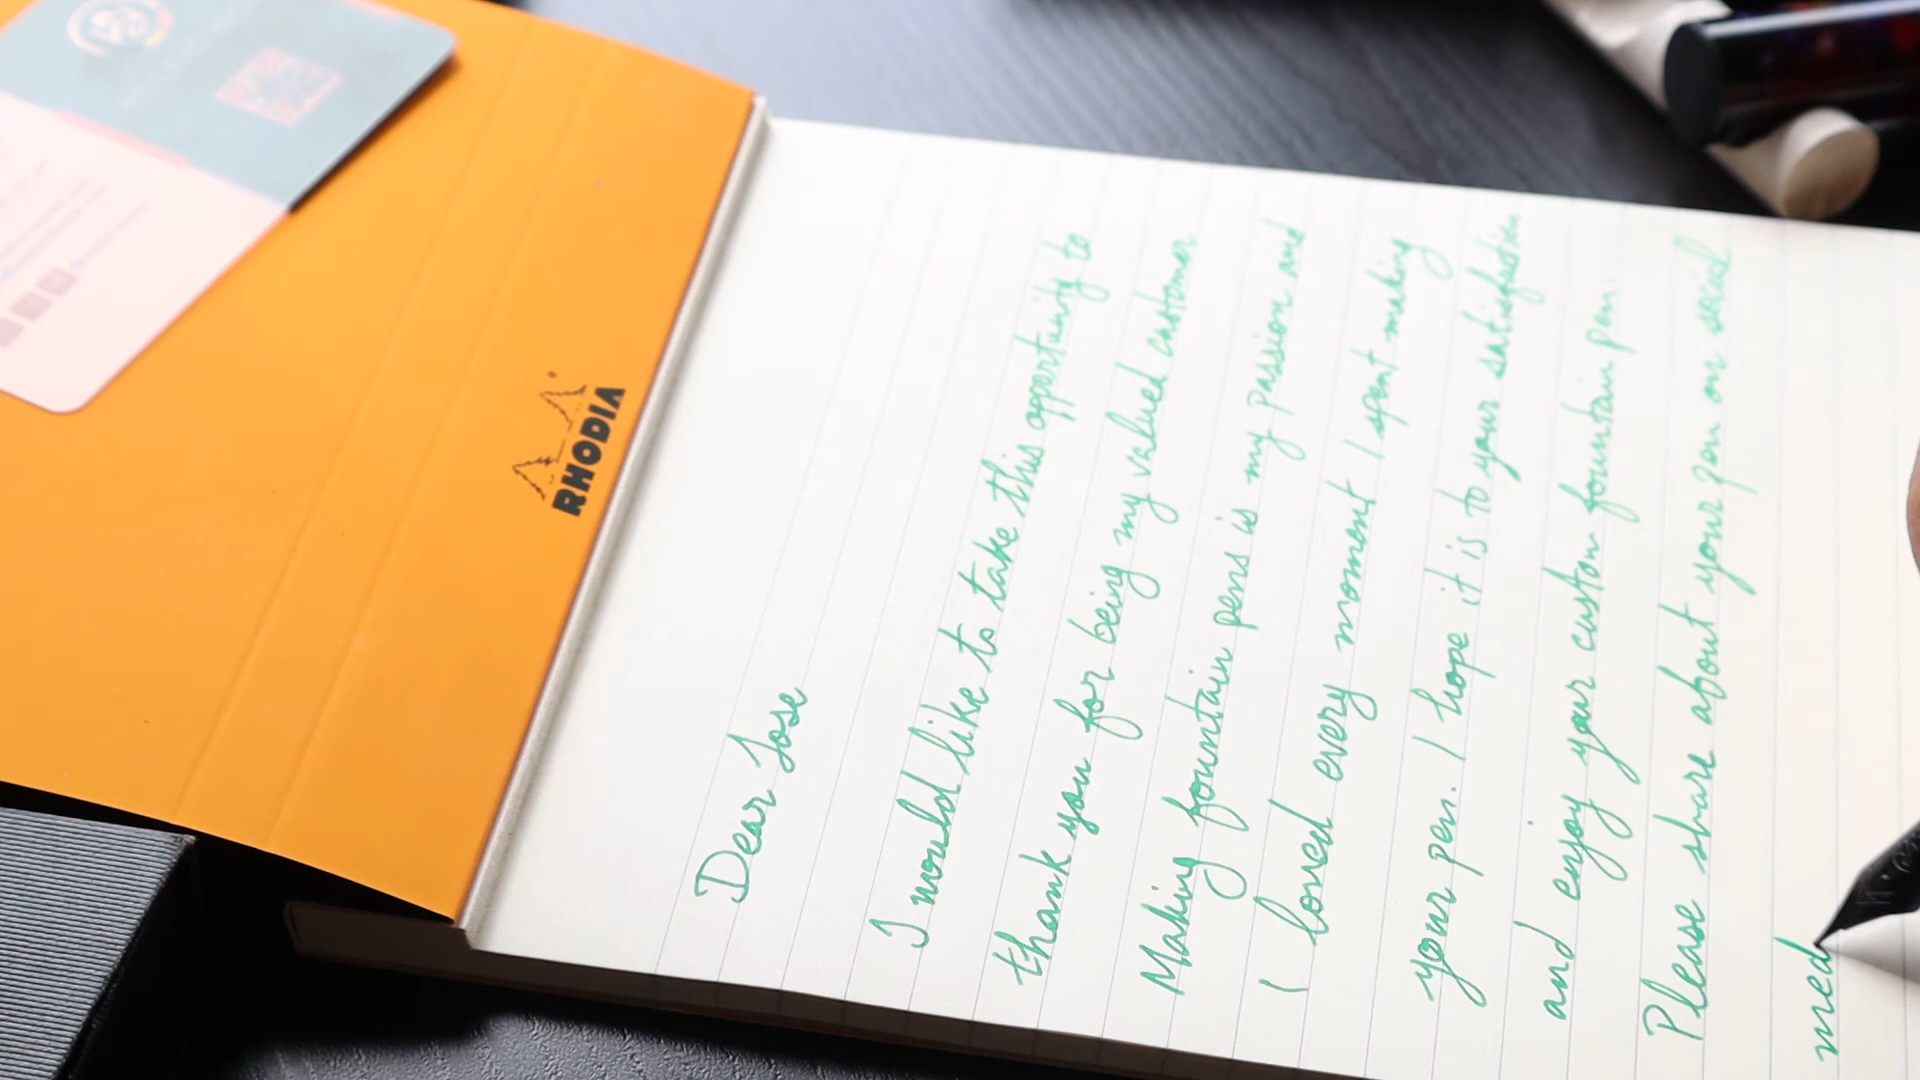 RHODIA
Dear Jose
I would like to take this opportunity to
thank you for being my valued customer
Making fountain pens is my passion and
I loved every moment I spent making
your pen. I hope it is to your satisfaction
and enjoy your custom fountain pen.
Please share about your pen on social
med